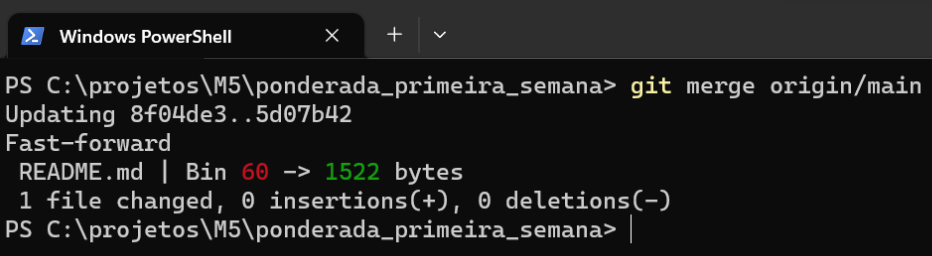 Windows PowerShell
PS C:\projetos\M5\ponderada_primeira_semana> git merge origin/main
Updating 8f04de3..5d07b42
Fast-forward
 README.md | Bin 60 -> 1522 bytes
 1 file changed, 0 insertions(+), 0 deletions(-)
PS C:\projetos\M5\ponderada_primeira_semana>